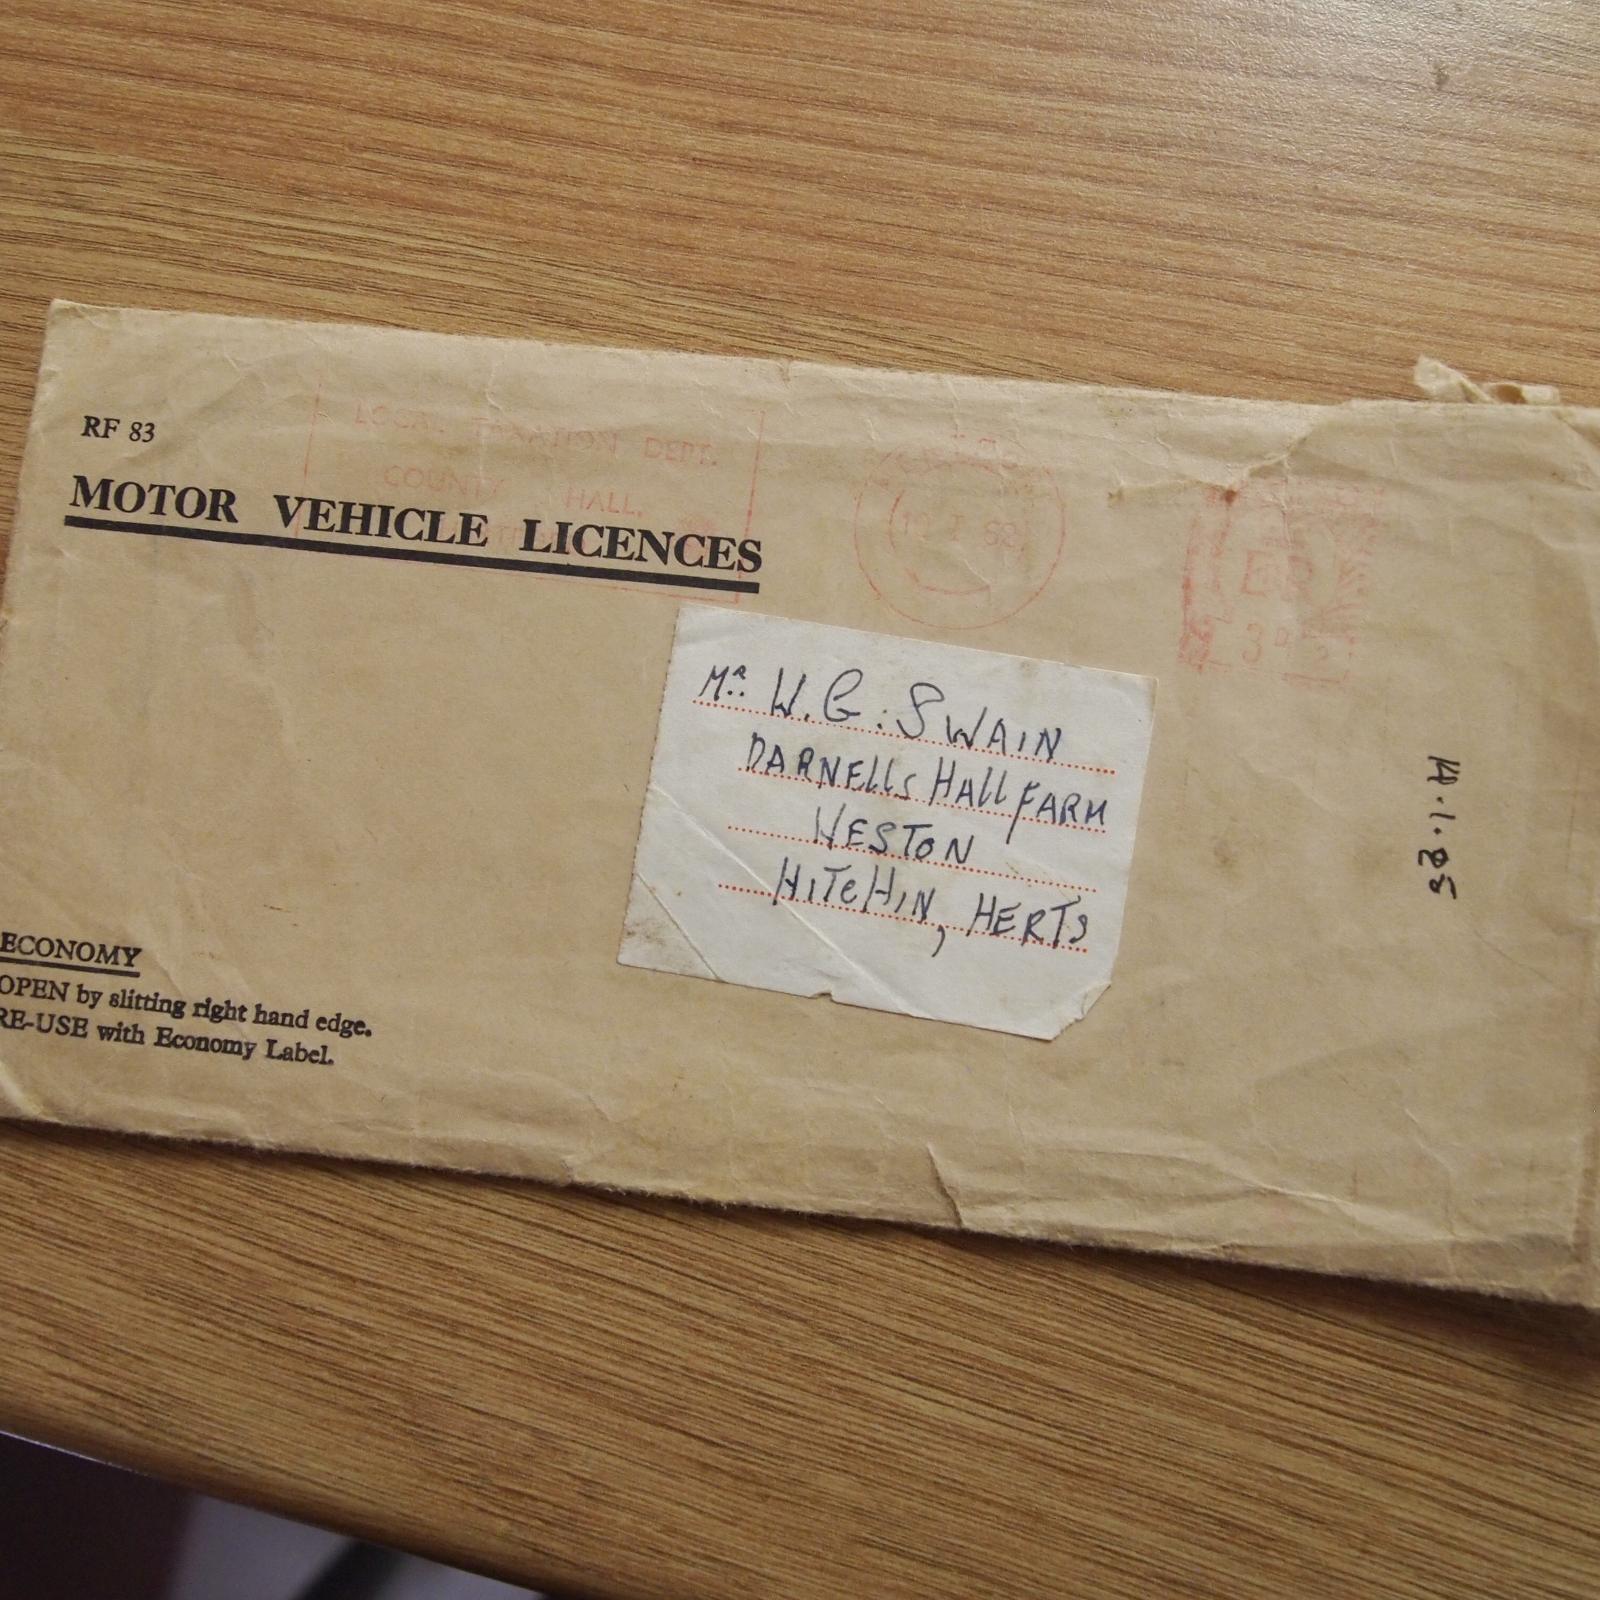 RF 83
LOCAL TAXATION DEPT.
COUNTY HALL.
MOTOR VEHICLE LICENCES
3D
Mr. W. G. SWAIN
DARNELLS HALL FARM
WESTON
HITCHIN, HERTS
ECONOMY
OPEN by slitting right hand edge.
RE-USE with Economy Label.